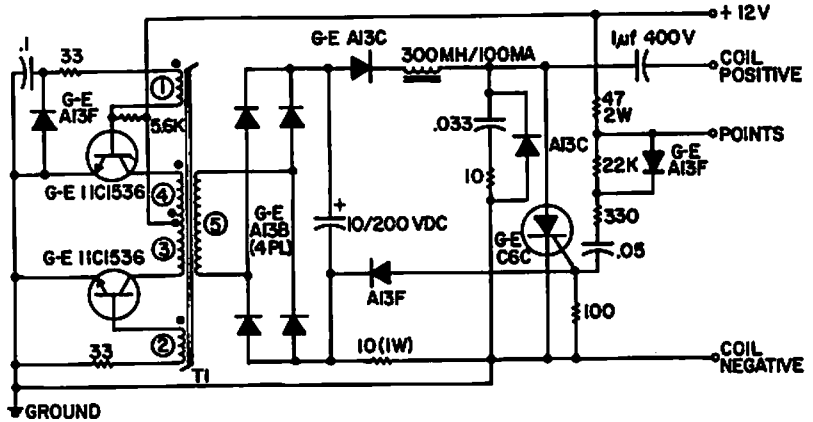 + 12V
.1
33
G-E A13C
300MH/100MA
1µf 400V
COIL
POSITIVE
G-E
A13F
①
5.6K
47
2W
.033
POINTS
A13C
G-E 11C1536
④
22K
G-E
A13F
10
⑤
G-E
A13B
(4PL)
+
10/200 VDC
330
G-E 11C1536
③
G-E
C6C
.05
A13F
100
②
33
10 (1W)
COIL
NEGATIVE
T1
GROUND